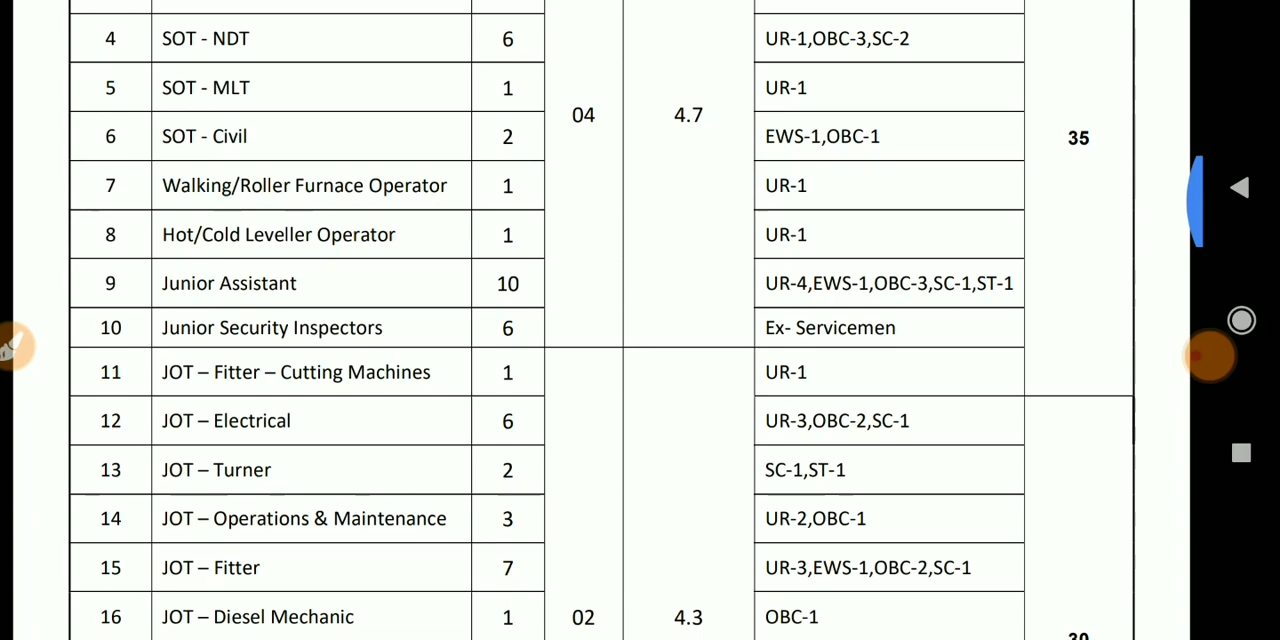 4 SOT - NDT 6 UR-1,OBC-3,SC-2
5 SOT - MLT 1 UR-1
04 4.7
6 SOT - Civil 2 EWS-1,OBC-1 35
7 Walking/Roller Furnace Operator 1 UR-1
8 Hot/Cold Leveller Operator 1 UR-1
9 Junior Assistant 10 UR-4,EWS-1,OBC-3,SC-1,ST-1
10 Junior Security Inspectors 6 Ex- Servicemen
11 JOT – Fitter – Cutting Machines 1 UR-1
12 JOT – Electrical 6 UR-3,OBC-2,SC-1
13 JOT – Turner 2 SC-1,ST-1
14 JOT – Operations & Maintenance 3 UR-2,OBC-1
15 JOT – Fitter 7 UR-3,EWS-1,OBC-2,SC-1
16 JOT – Diesel Mechanic 1 02 4.3 OBC-1